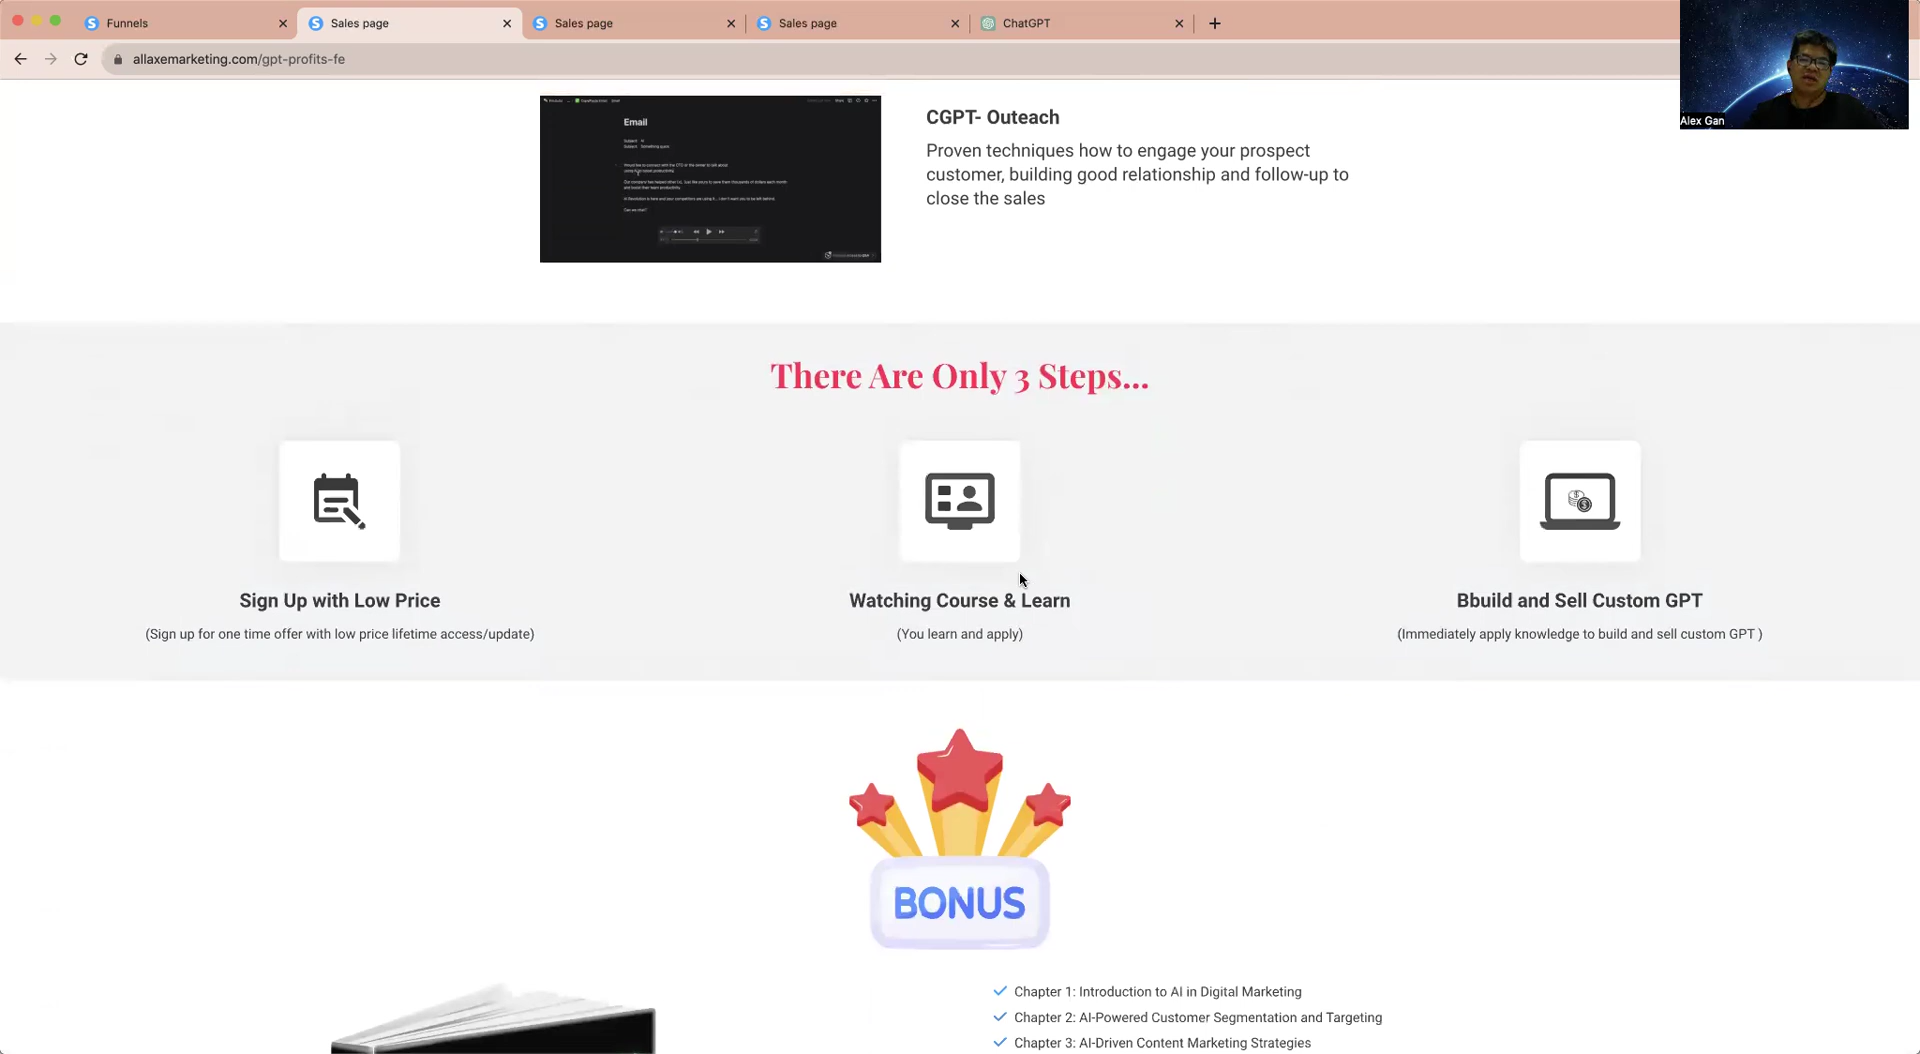 Funnels
Sales page
Sales page
Sales page
ChatGPT
allaxemarketing.com/gpt-profits-fe
Alex Gan
Email
CGPT- Outeach
Proven techniques how to engage your prospect
customer, building good relationship and follow-up to
close the sales
There Are Only 3 Steps...
Sign Up with Low Price
(Sign up for one time offer with low price lifetime access/update)
Watching Course & Learn
(You learn and apply)
Bbuild and Sell Custom GPT
(Immediately apply knowledge to build and sell custom GPT )
BONUS
Chapter 1: Introduction to AI in Digital Marketing
Chapter 2: AI-Powered Customer Segmentation and Targeting
Chapter 3: AI-Driven Content Marketing Strategies